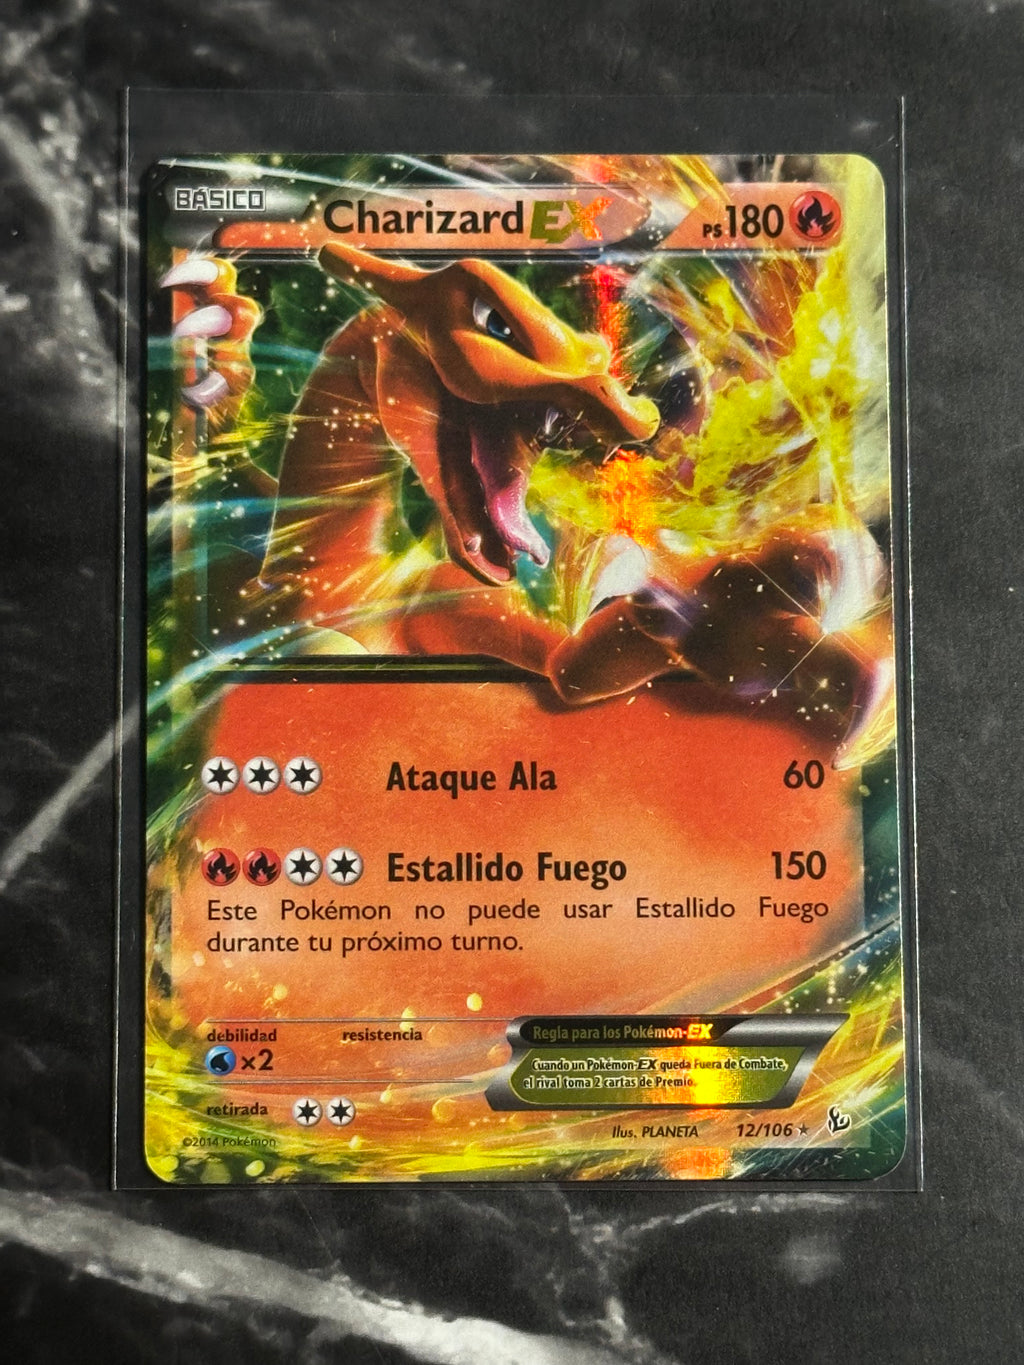 BÁSICO
Charizard EX
PS 180
Ataque Ala 60
Estallido Fuego 150
Este Pokémon no puede usar Estallido Fuego
durante tu próximo turno.
debilidad resistencia
×2
Regla para los Pokémon-EX
Cuando un Pokémon-EX queda Fuera de Combate,
el rival toma 2 cartas de Premio.
retirada
©2014 Pokémon
Ilus. PLANETA 12/106